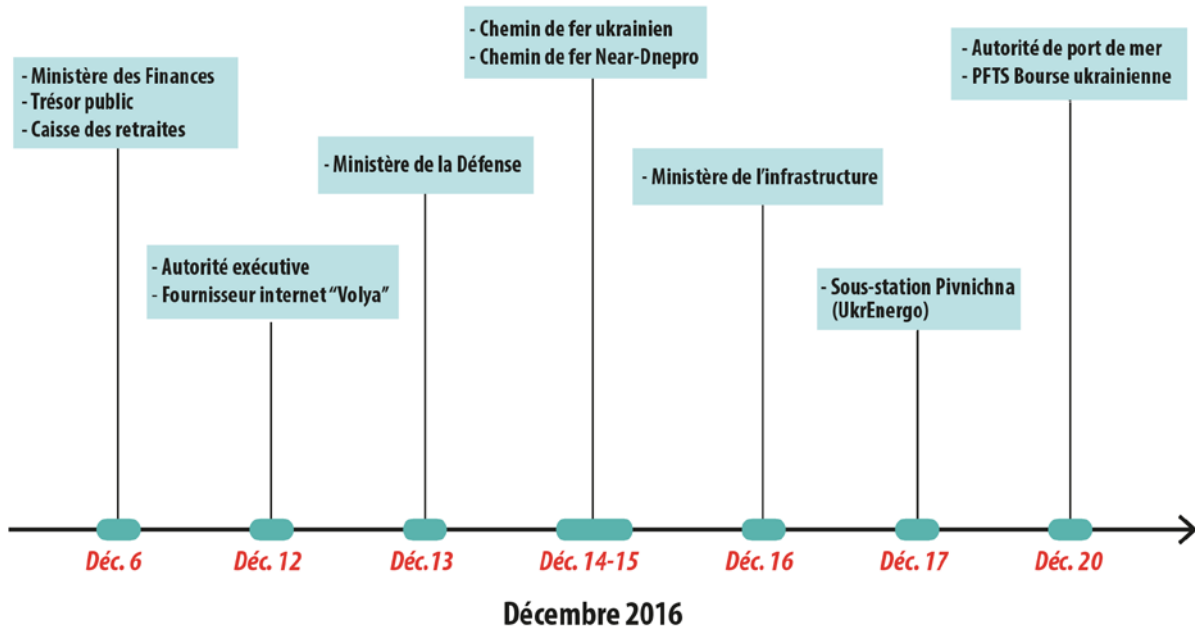 - Ministère des Finances
- Trésor public
- Caisse des retraites
- Autorité exécutive
- Fournisseur internet “Volya”
- Ministère de la Défense
- Chemin de fer ukrainien
- Chemin de fer Near-Dnepro
- Ministère de l’infrastructure
- Sous-station Pivnichna
(UkrEnergo)
- Autorité de port de mer
- PFTS Bourse ukrainienne
Déc. 6
Déc. 12
Déc.13
Déc. 14-15
Déc. 16
Déc. 17
Déc. 20
Décembre 2016